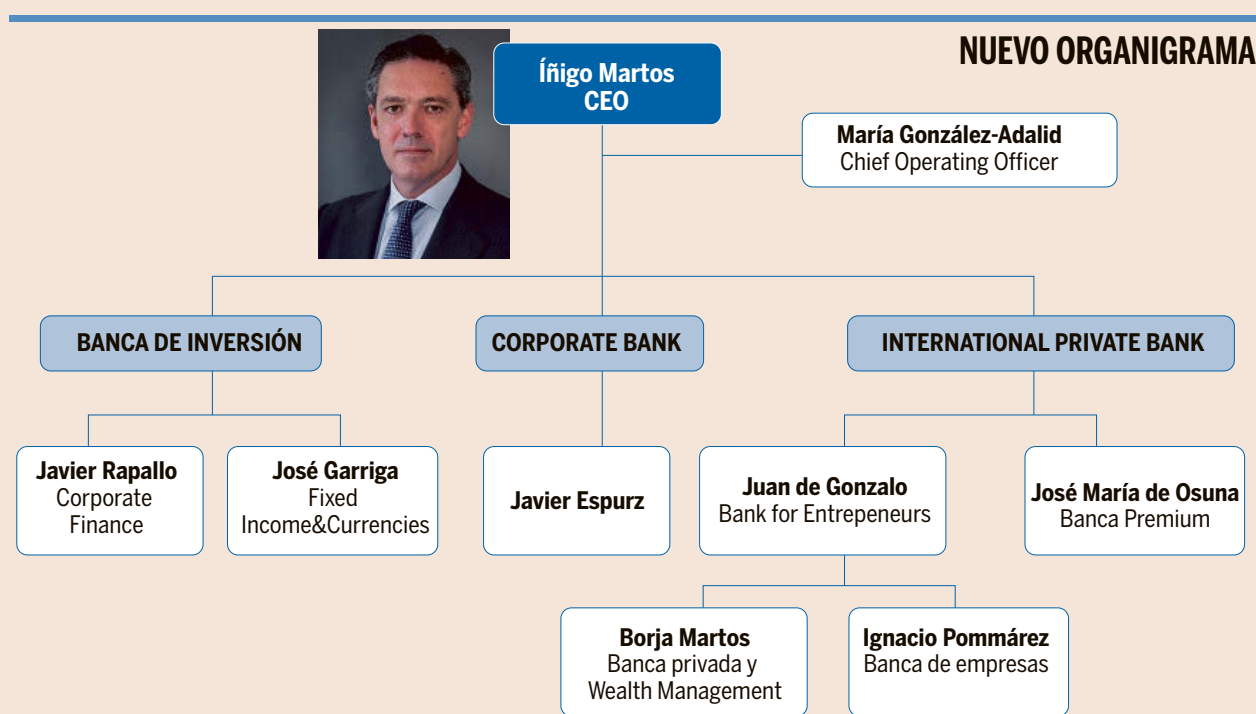 NUEVO ORGANIGRAMA
Íñigo Martos
CEO
María González-Adalid
Chief Operating Officer
BANCA DE INVERSIÓN
CORPORATE BANK
INTERNATIONAL PRIVATE BANK
Javier Rapallo
Corporate
Finance
José Garriga
Fixed
Income&Currencies
Javier Espurz
Juan de Gonzalo
Bank for Entrepeneurs
José María de Osuna
Banca Premium
Borja Martos
Banca privada y
Wealth Management
Ignacio Pommárez
Banca de empresas